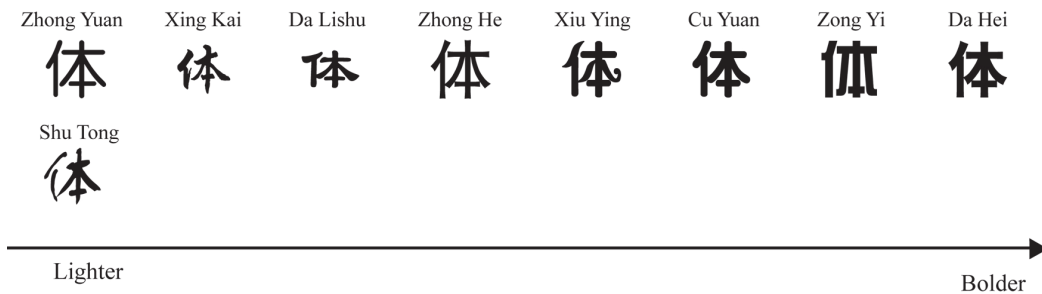 Zhong Yuan Xing Kai Da Lishu Zhong He Xiu Ying Cu Yuan Zong Yi Da Hei
体 体 体 体 体 体 体 体
Shu Tong
体
Lighter
Bolder